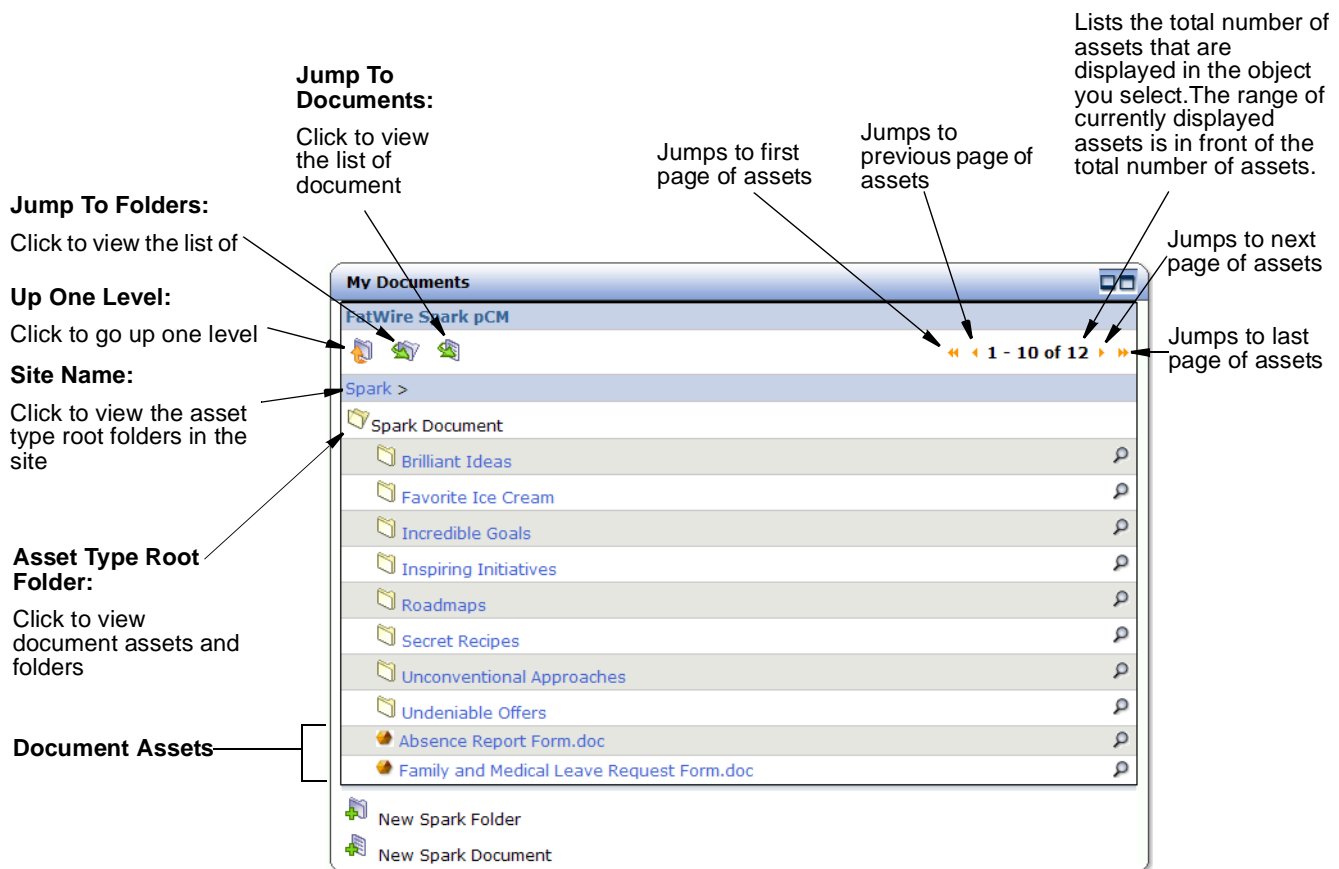 Lists the total number of
assets that are
displayed in the object
you select.The range of
currently displayed
assets is in front of the
total number of assets.
Jump To
Documents:
Click to view
the list of
document
Jumps to first
page of assets
Jumps to
previous page of
assets
Jump To Folders:
Click to view the list of
Jumps to next
page of assets
Up One Level:
Click to go up one level
Jumps to last
page of assets
Site Name:
Click to view the asset
type root folders in the
site
Asset Type Root
Folder:
Click to view
document assets and
folders
Document Assets
My Documents
FatWire Spark pCM
1 - 10 of 12
Spark >
Spark Document
Brilliant Ideas
Favorite Ice Cream
Incredible Goals
Inspiring Initiatives
Roadmaps
Secret Recipes
Unconventional Approaches
Undeniable Offers
Absence Report Form.doc
Family and Medical Leave Request Form.doc
New Spark Folder
New Spark Document